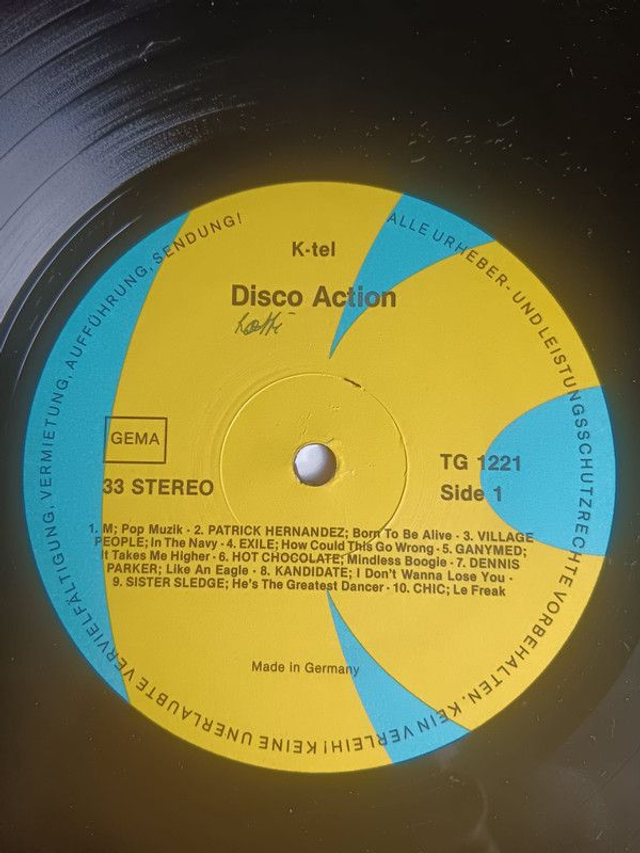 ALLE URHEBER- UND LEISTUNGSSCHUTZRECHTE VORBEHALTEN. KEIN VERLEIH! KEINE UNERLAUBTE VERVIELFÄLTIGUNG, VERMIETUNG, AUFFÜHRUNG, SENDUNG!
K-tel
Disco Action
GEMA
33 STEREO
TG 1221
Side 1
1. M; Pop Muzik · 2. PATRICK HERNANDEZ; Born To Be Alive · 3. VILLAGE
PEOPLE; In The Navy · 4. EXILE; How Could This Go Wrong · 5. GANYMED;
It Takes Me Higher · 6. HOT CHOCOLATE; Mindless Boogie · 7. DENNIS
PARKER; Like An Eagle · 8. KANDIDATE; I Don't Wanna Lose You ·
9. SISTER SLEDGE; He's The Greatest Dancer · 10. CHIC; Le Freak
Made in Germany